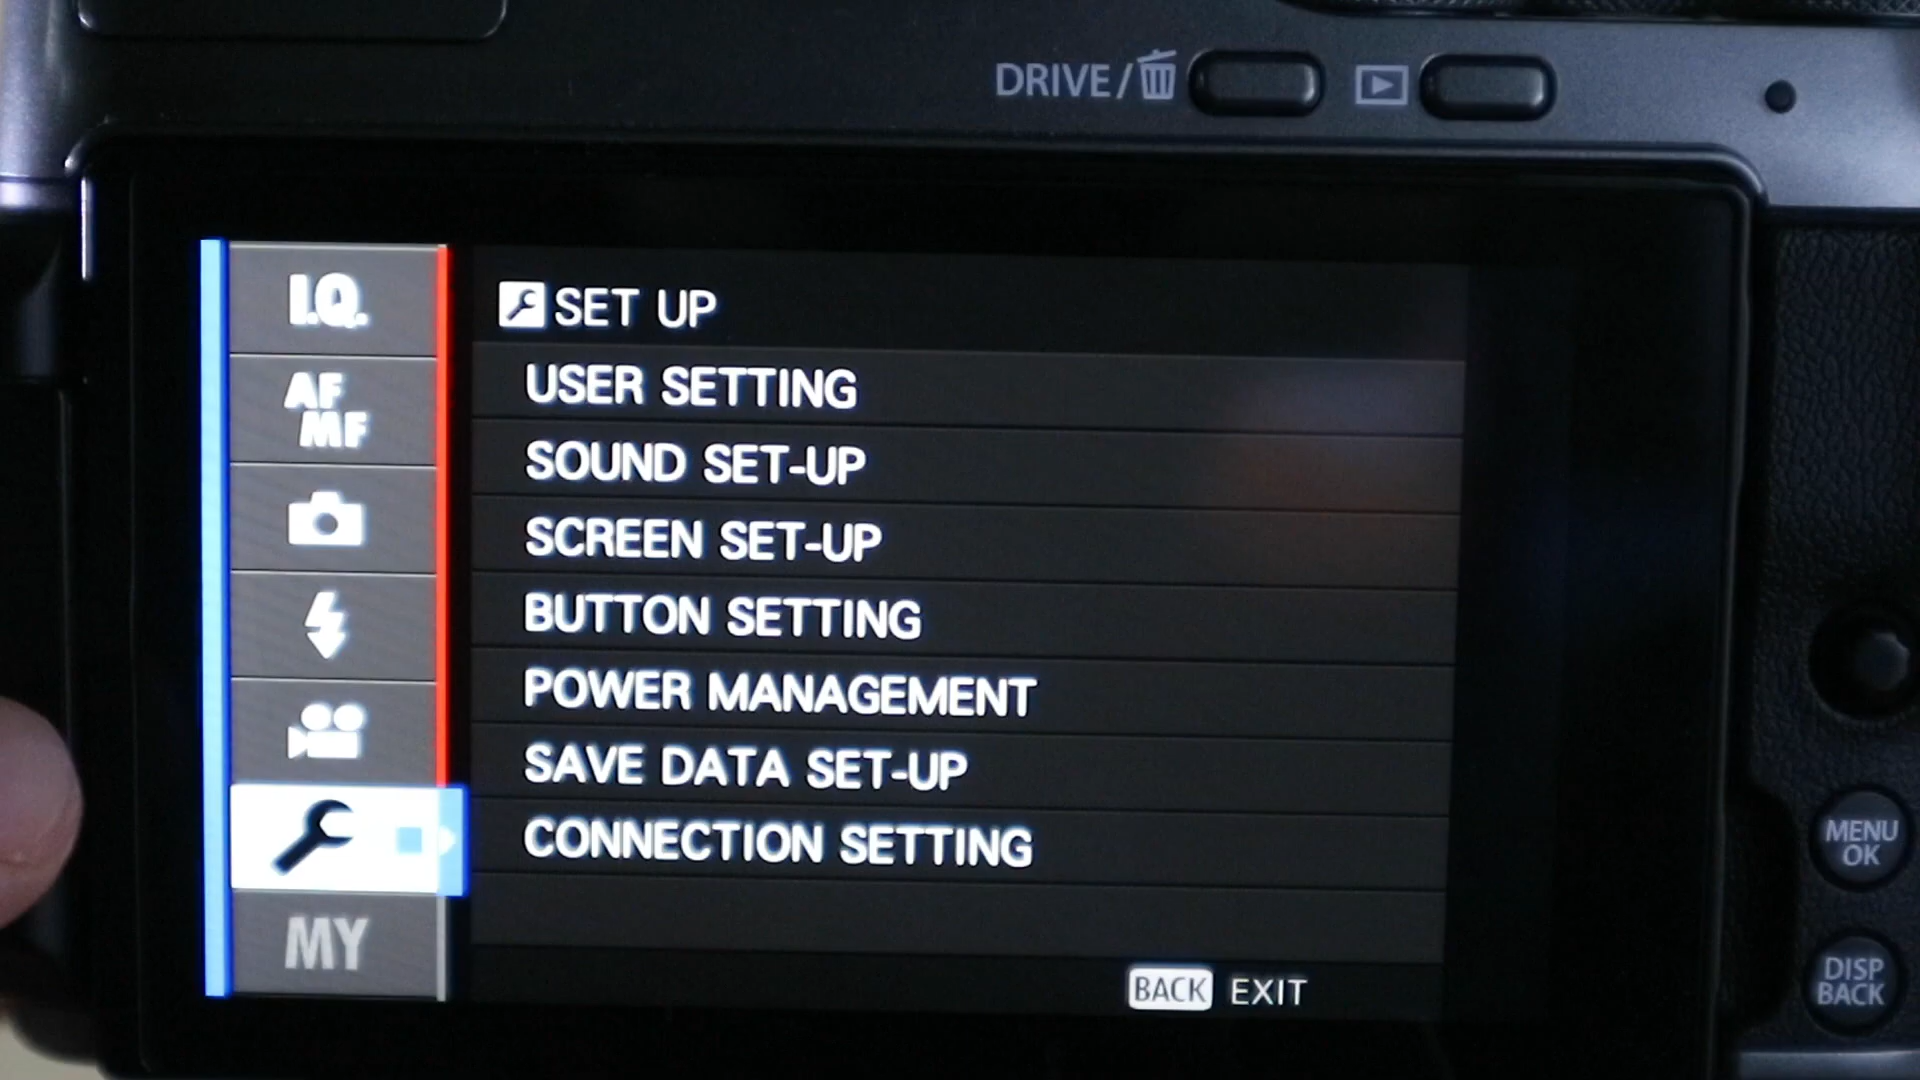 DRIVE/
I.Q.
SET UP
USER SETTING
AF
MF
SOUND SET-UP
SCREEN SET-UP
BUTTON SETTING
POWER MANAGEMENT
SAVE DATA SET-UP
CONNECTION SETTING
MENU
OK
MY
BACK EXIT
DISP
BACK